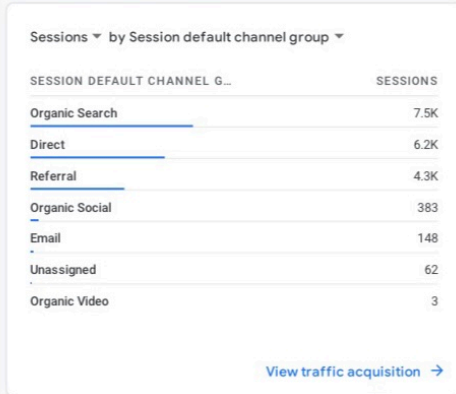 Sessions by Session default channel group
SESSION DEFAULT CHANNEL G... SESSIONS
Organic Search 7.5K
Direct 6.2K
Referral 4.3K
Organic Social 383
Email 148
Unassigned 62
Organic Video 3
View traffic acquisition →